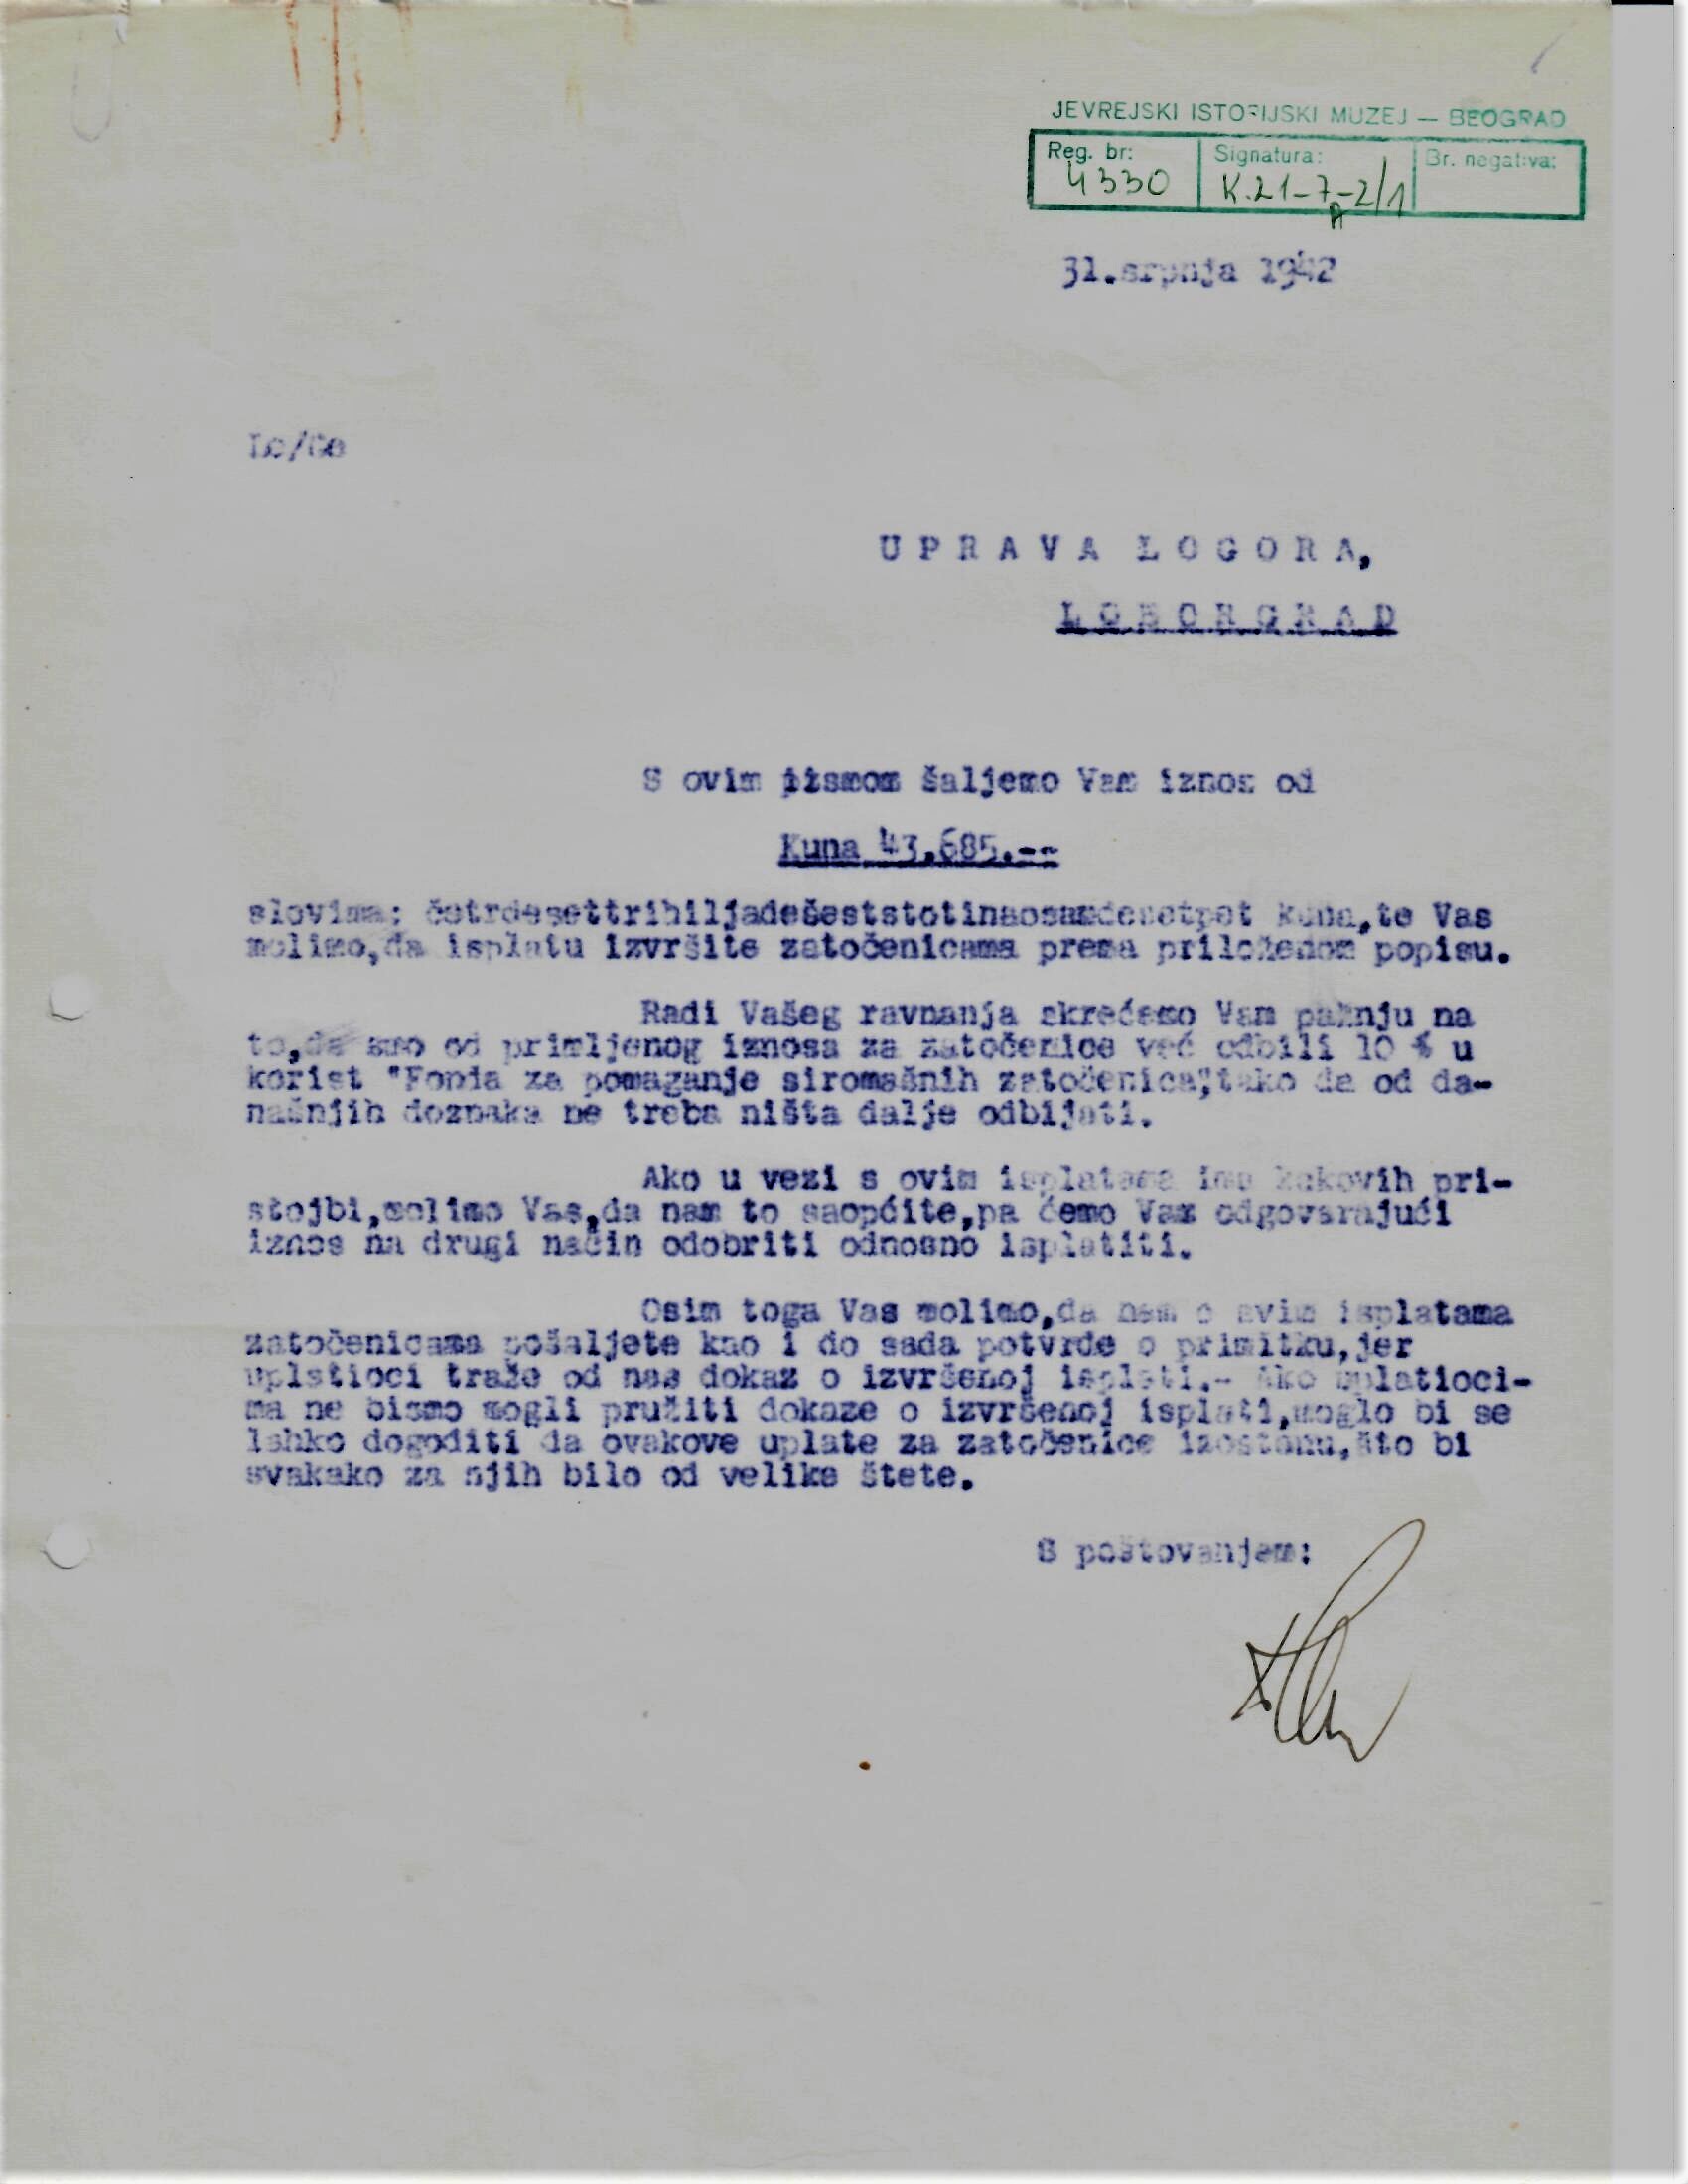 JEVREJSKI ISTORIJSKI MUZEJ — BEOGRAD
Reg. br: Signatura: Br. negativa:
4330 K.21-7-2/1
A
31.srpnja 1942
Lo/Ge
UPRAVA LOGORA,
LOBORGRAD
S ovim pismom šaljemo Vam iznos od
Kuna 43.685.--
slovima: četrdesettrihiljadešeststotinaosamdesetpet kuna,te Vas
molimo,da isplatu izvršite zatočenicama prema priloženom popisu.
Radi Vašeg ravnanja skrećemo Vam pažnju na
to,da smo od primljenog iznosa za zatočenice već odbili 10 % u
korist "Fonda za pomaganje siromašnih zatočenica",tako da od da-
našnjih doznaka ne treba ništa dalje odbijati.
Ako u vezi s ovim isplatama ima kakovih pri-
stojbi,molimo Vas,da nam to saopćite,pa ćemo Vam odgovarajući
iznos na drugi način odobriti odnosno isplatiti.
Osim toga Vas molimo,da nam o svim isplatama
zatočenicama pošaljete kao i do sada potvrde o primitku,jer
uplatioci traže od nas dokaz o izvršenoj isplati.- Ako uplatioci-
ma ne bismo mogli pružiti dokaze o izvršenoj isplati,moglo bi se
lahko dogoditi da ovakove uplate za zatočenice izostanu,što bi
svakako za njih bilo od velike štete.
S poštovanjem: